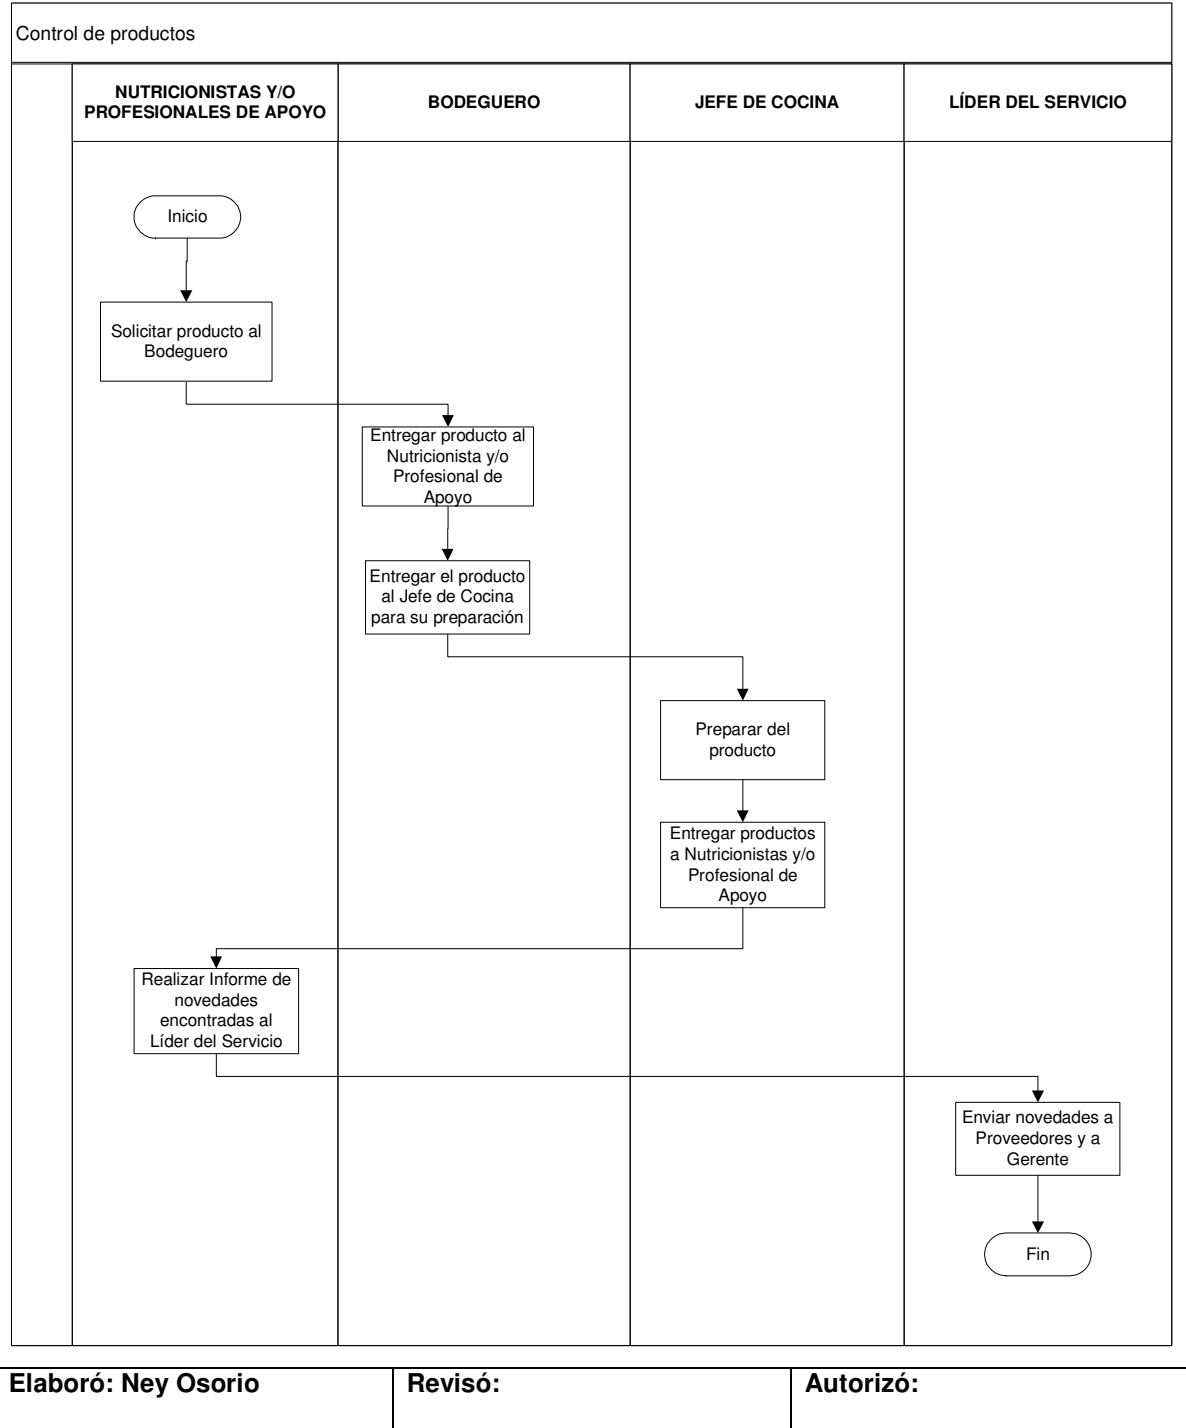 Control de productos
NUTRICIONISTAS Y/O
PROFESIONALES DE APOYO
BODEGUERO
JEFE DE COCINA
LÍDER DEL SERVICIO
Inicio
Solicitar producto al
Bodeguero
Entregar producto al
Nutricionista y/o
Profesional de
Apoyo
Entregar el producto
al Jefe de Cocina
para su preparación
Preparar del
producto
Entregar productos
a Nutricionistas y/o
Profesional de
Apoyo
Realizar Informe de
novedades
encontradas al
Líder del Servicio
Enviar novedades a
Proveedores y a
Gerente
Fin
Elaboró: Ney Osorio
Revisó:
Autorizó: